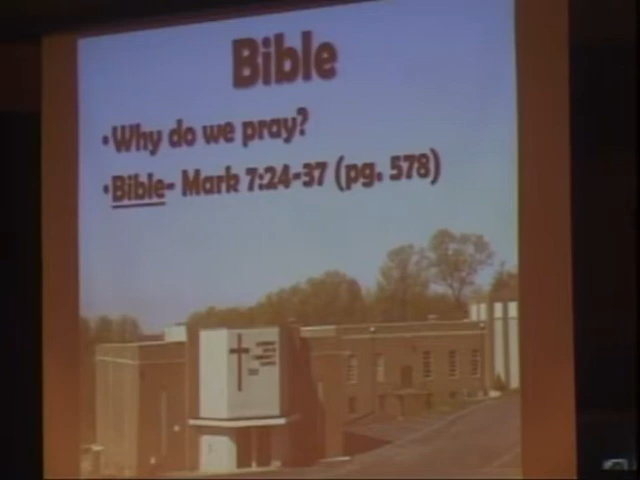 Bible
•Why do we pray?
•Bible- Mark 7:24-37 (pg. 578)